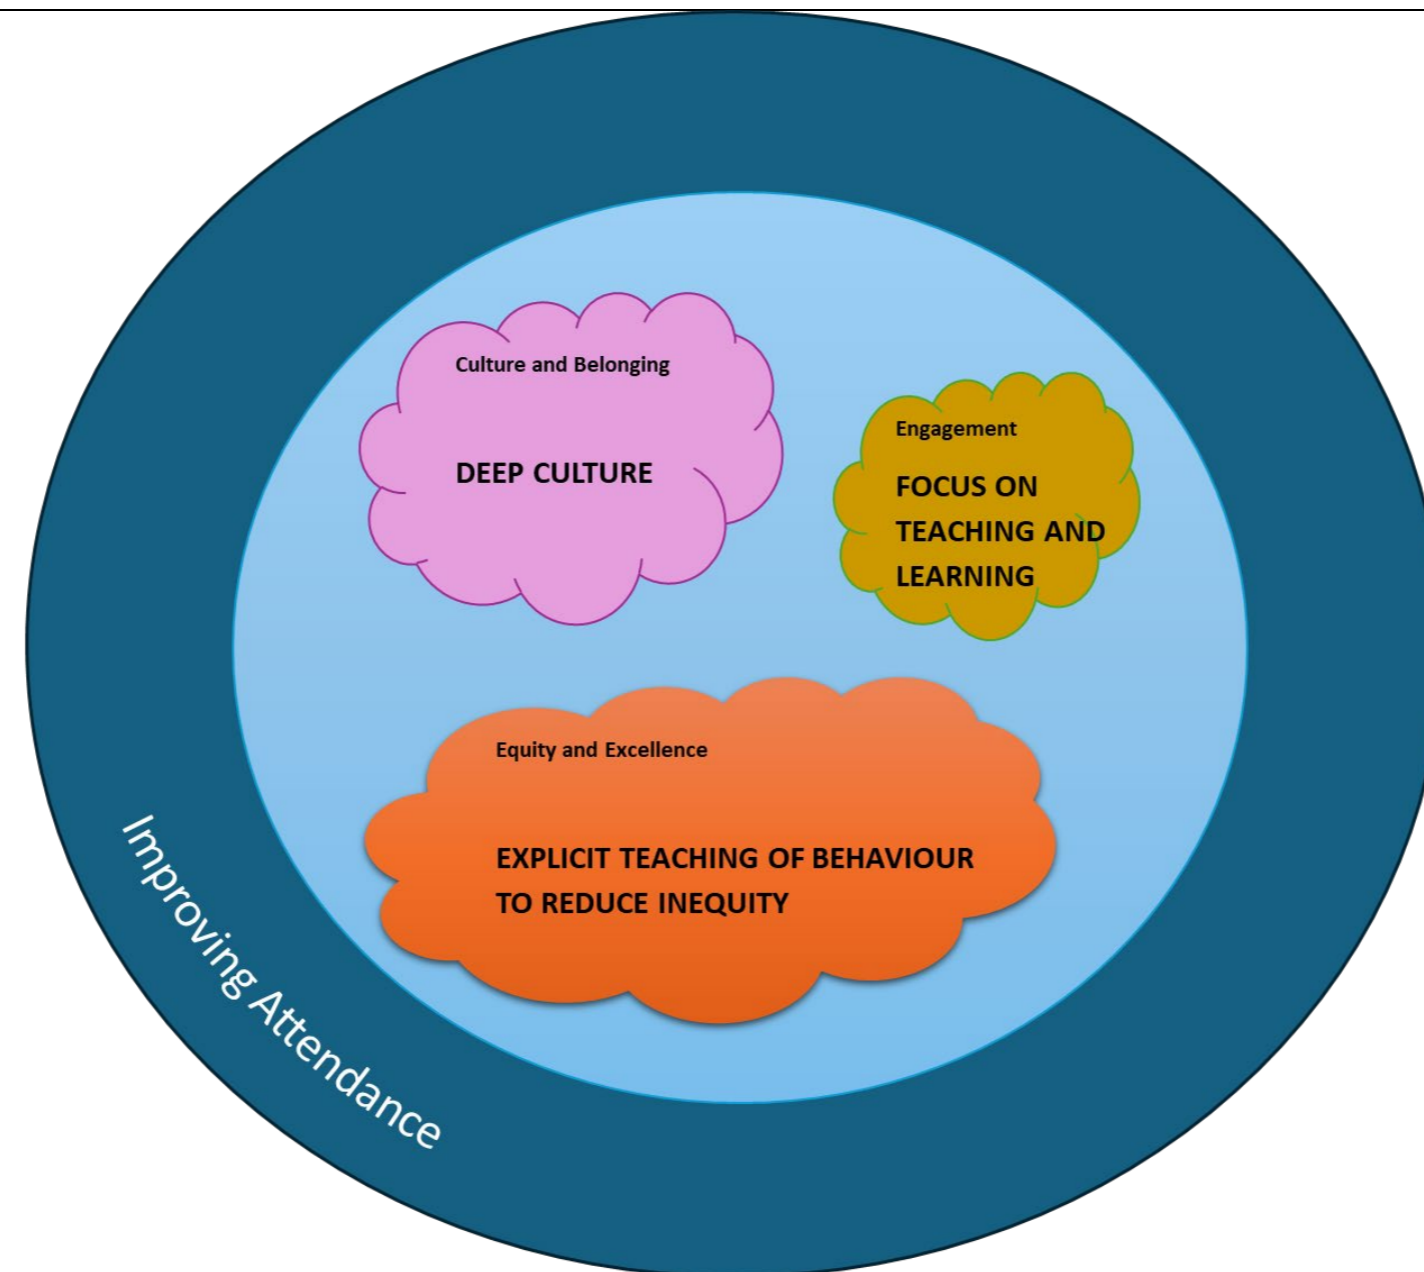 Culture and Belonging
DEEP CULTURE
Engagement
FOCUS ON
TEACHING AND
LEARNING
Equity and Excellence
EXPLICIT TEACHING OF BEHAVIOUR
TO REDUCE INEQUITY
Improving Attendance